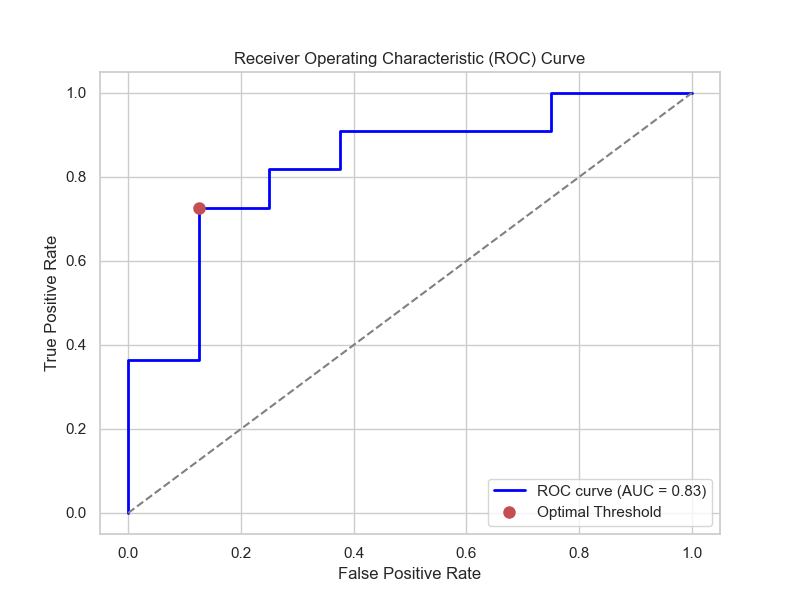 Receiver Operating Characteristic (ROC) Curve
1.0
0.8
0.6
0.4
0.2
0.0
True Positive Rate
ROC curve (AUC = 0.83)
Optimal Threshold
0.0 0.2 0.4 0.6 0.8 1.0
False Positive Rate